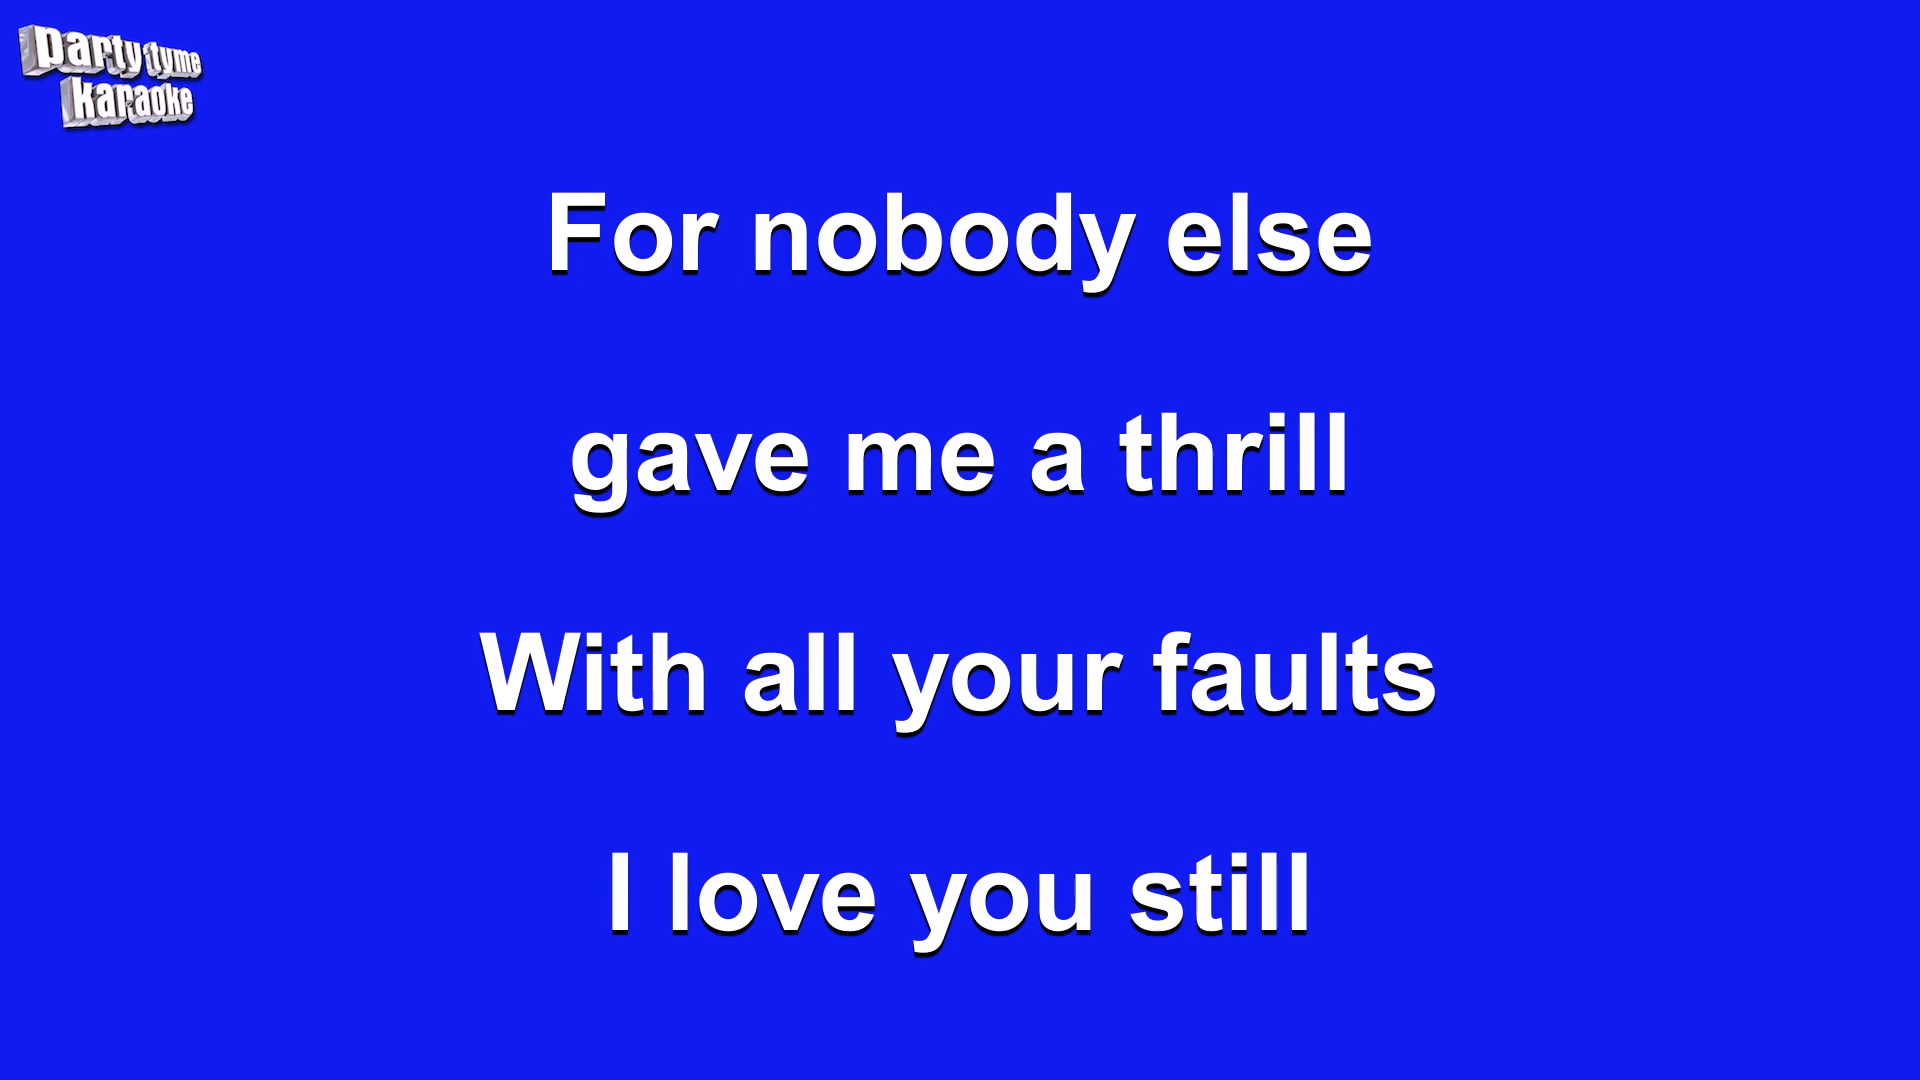 party tyme
karaoke
For nobody else
gave me a thrill
With all your faults
I love you still